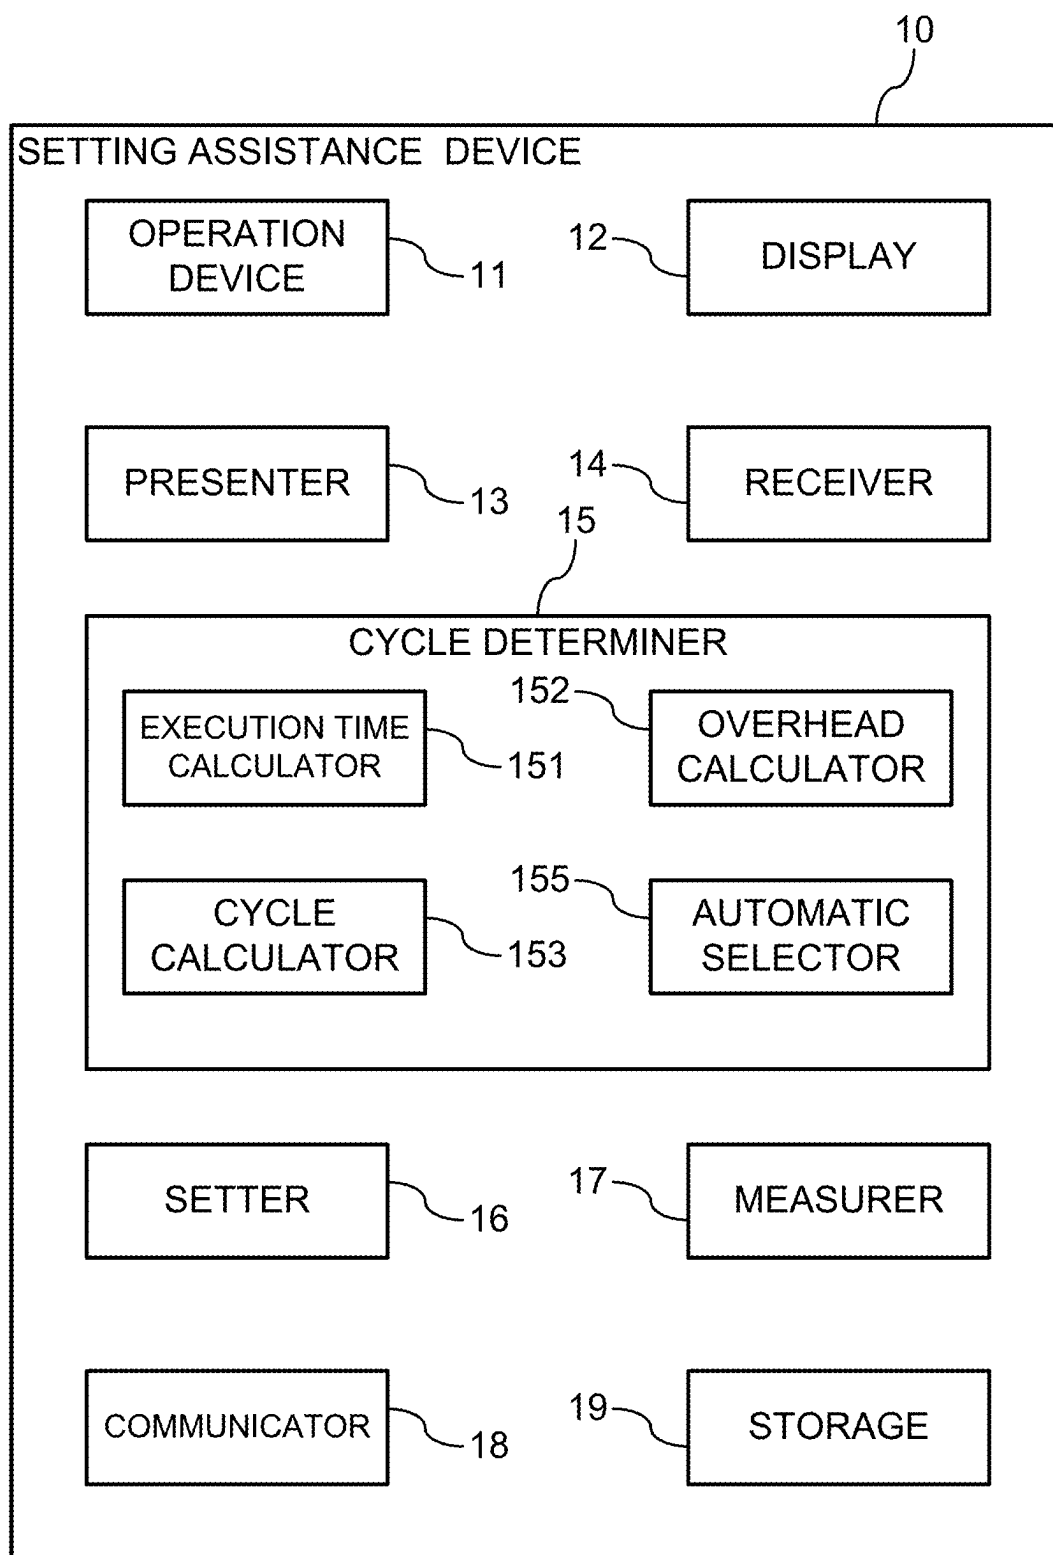 10
SETTING ASSISTANCE DEVICE
OPERATION
DEVICE
11
12
DISPLAY
PRESENTER
13
14
RECEIVER
15
CYCLE DETERMINER
EXECUTION TIME
CALCULATOR
151
152
OVERHEAD
CALCULATOR
CYCLE
CALCULATOR
153
155
AUTOMATIC
SELECTOR
SETTER
16
17
MEASURER
COMMUNICATOR
18
19
STORAGE